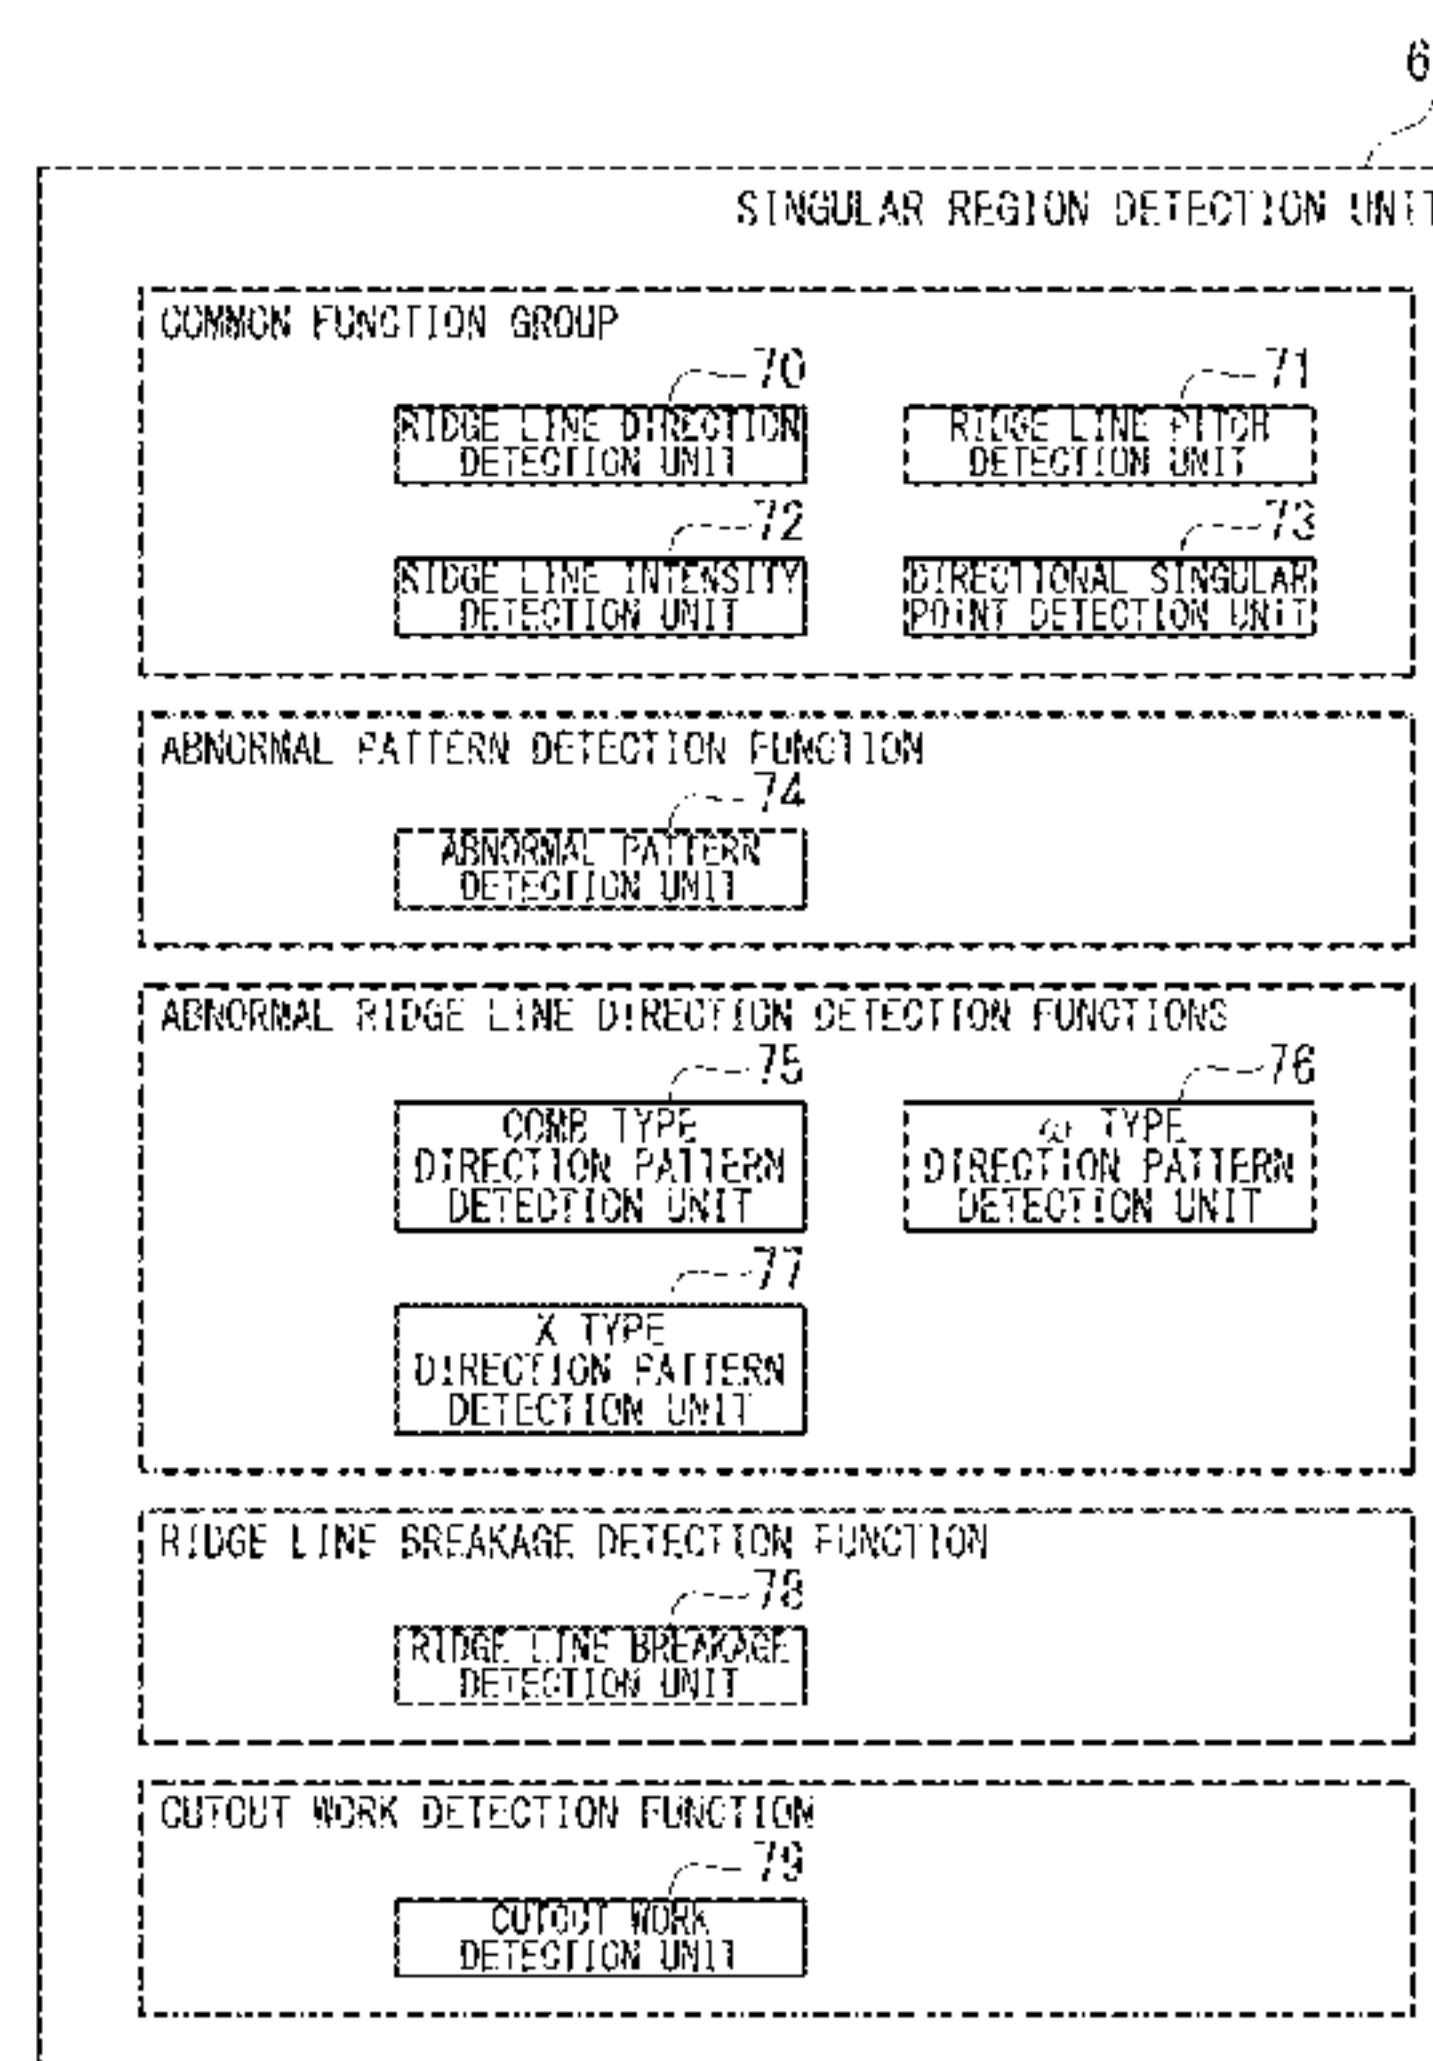 6
SINGULAR REGION DETECTION UNIT
COMMON FUNCTION GROUP
70
71
RIDGE LINE DIRECTION
DETECTION UNIT
RIDGE LINE PITCH
DETECTION UNIT
72
73
RIDGE LINE INTENSITY
DETECTION UNIT
DIRECTIONAL SINGULAR
POINT DETECTION UNIT
ABNORMAL PATTERN DETECTION FUNCTION
74
ABNORMAL PATTERN
DETECTION UNIT
ABNORMAL RIDGE LINE DIRECTION DETECTION FUNCTIONS
75
76
COMB TYPE
DIRECTION PATTERN
DETECTION UNIT
ω TYPE
DIRECTION PATTERN
DETECTION UNIT
77
X TYPE
DIRECTION PATTERN
DETECTION UNIT
RIDGE LINE BREAKAGE DETECTION FUNCTION
78
RIDGE LINE BREAKAGE
DETECTION UNIT
CUTOUT WORK DETECTION FUNCTION
79
CUTOUT WORK
DETECTION UNIT